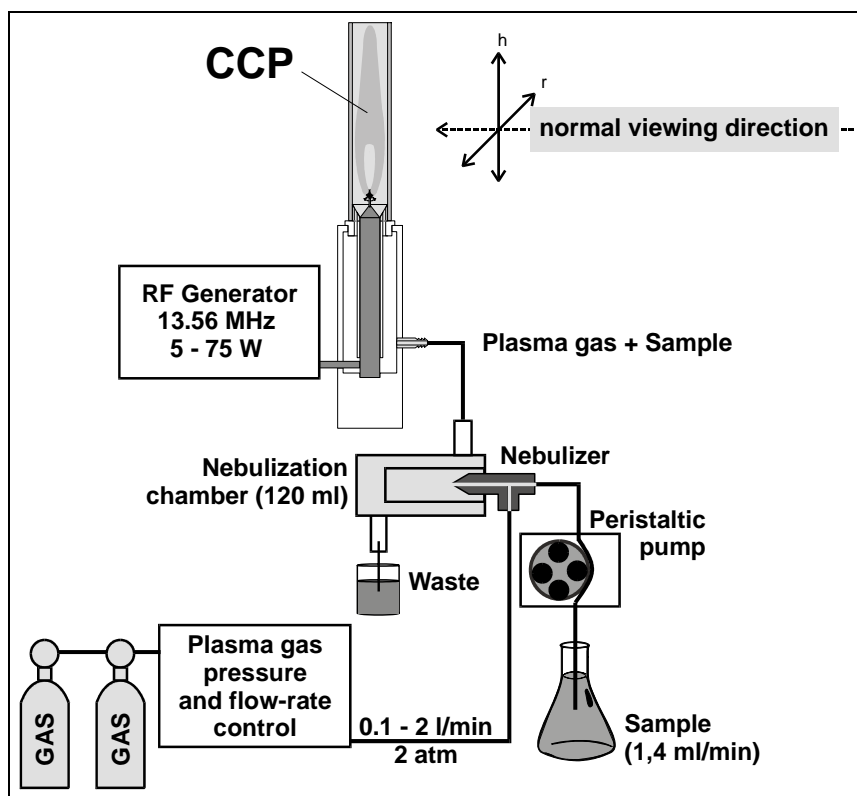 CCP
h
r
normal viewing direction
RF Generator
13.56 MHz
5 - 75 W
Plasma gas + Sample
Nebulization
chamber (120 ml)
Nebulizer
Peristaltic
pump
Waste
Plasma gas
pressure
and flow-rate
control
GAS
GAS
0.1 - 2 l/min
2 atm
Sample
(1,4 ml/min)